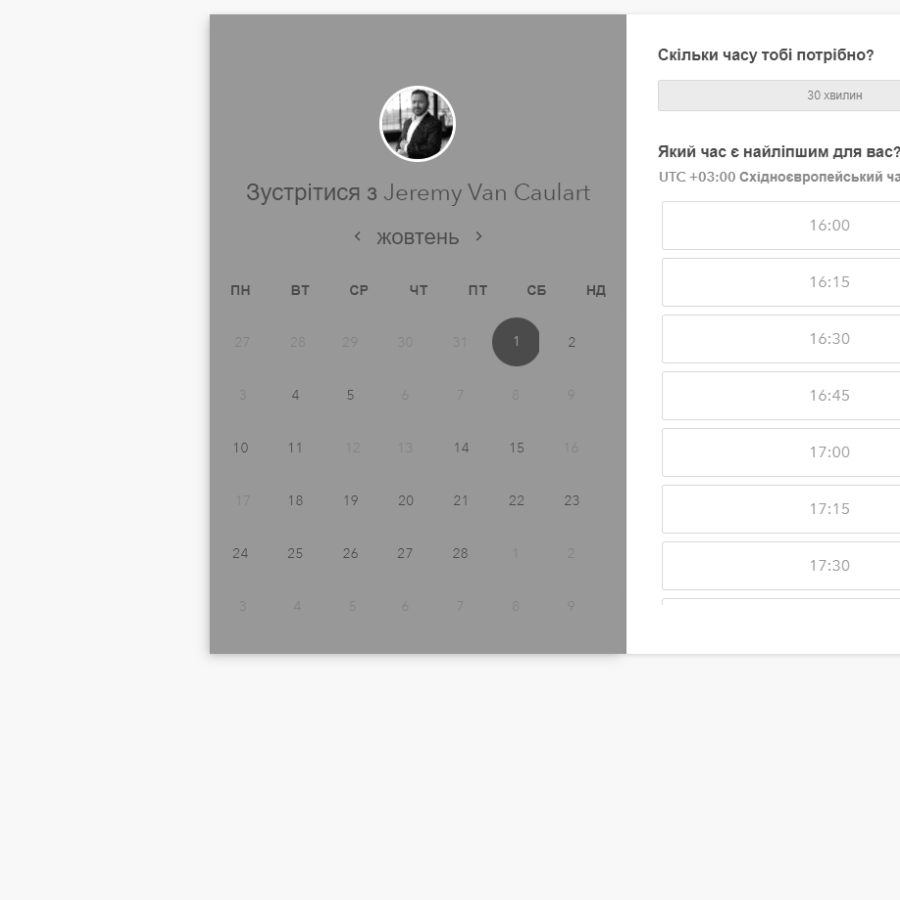 Зустрітися з Jeremy Van Caulart
жовтень
ПН ВТ СР ЧТ ПТ СБ НД
27 28 29 30 31 1 2
3 4 5 6 7 8 9
10 11 12 13 14 15 16
17 18 19 20 21 22 23
24 25 26 27 28 1 2
3 4 5 6 7 8 9
Скільки часу тобі потрібно?
30 хвилин
Який час є найліпшим для вас?
UTC +03:00 Східноєвропейський ча
16:00
16:15
16:30
16:45
17:00
17:15
17:30